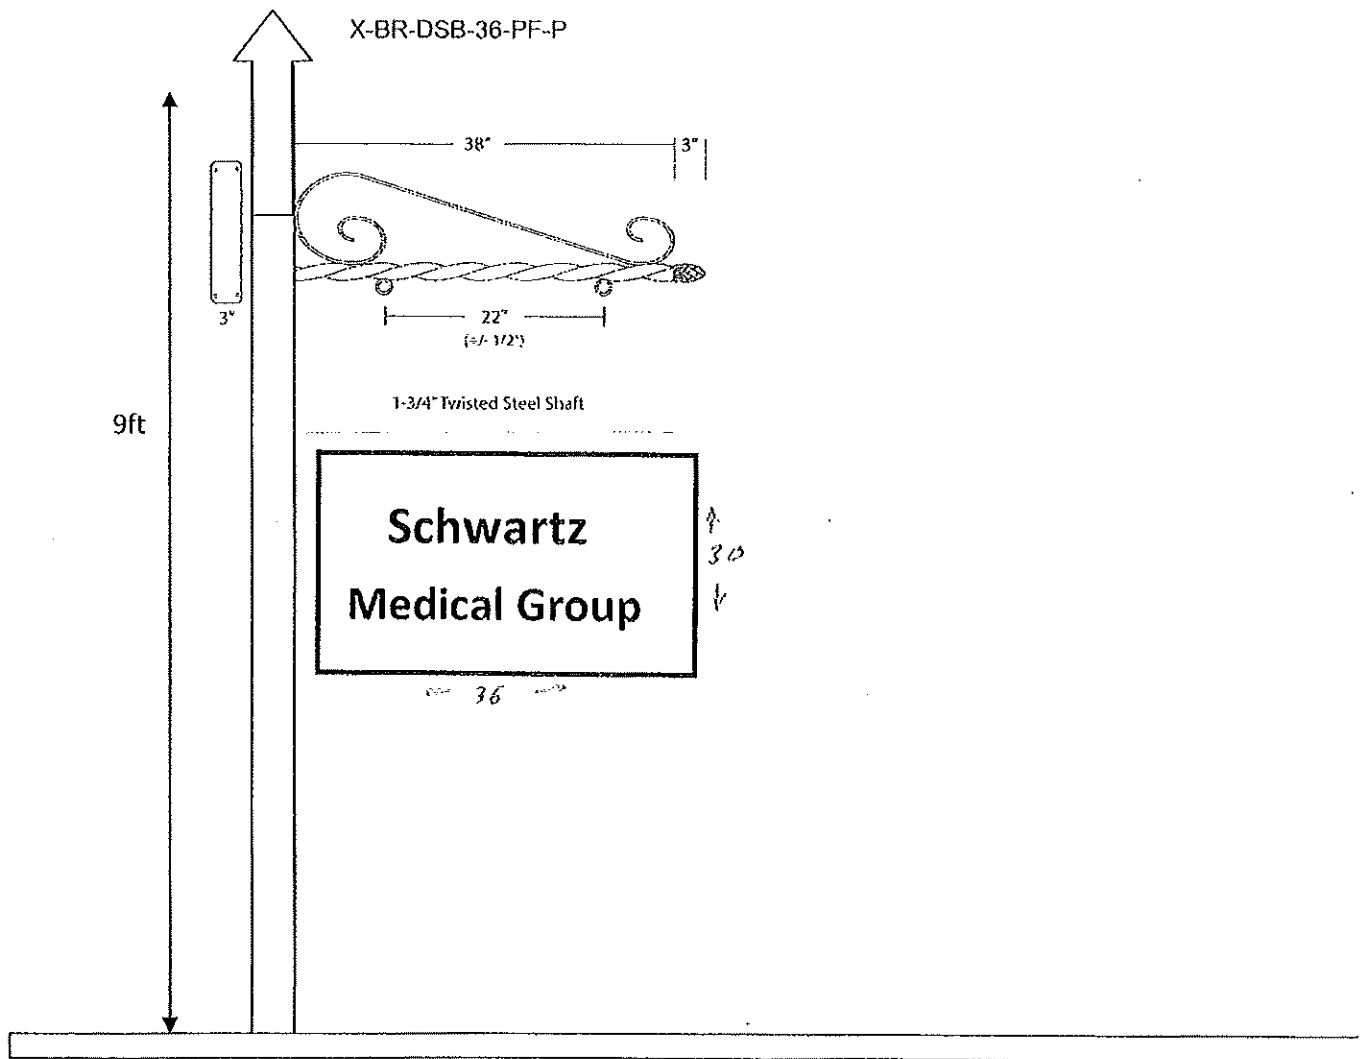 X-BR-DSB-36-PF-P
38"
3"
3"
22"
(+/- 1/2")
1-3/4" Twisted Steel Shaft
9ft
Schwartz
Medical Group
30
36